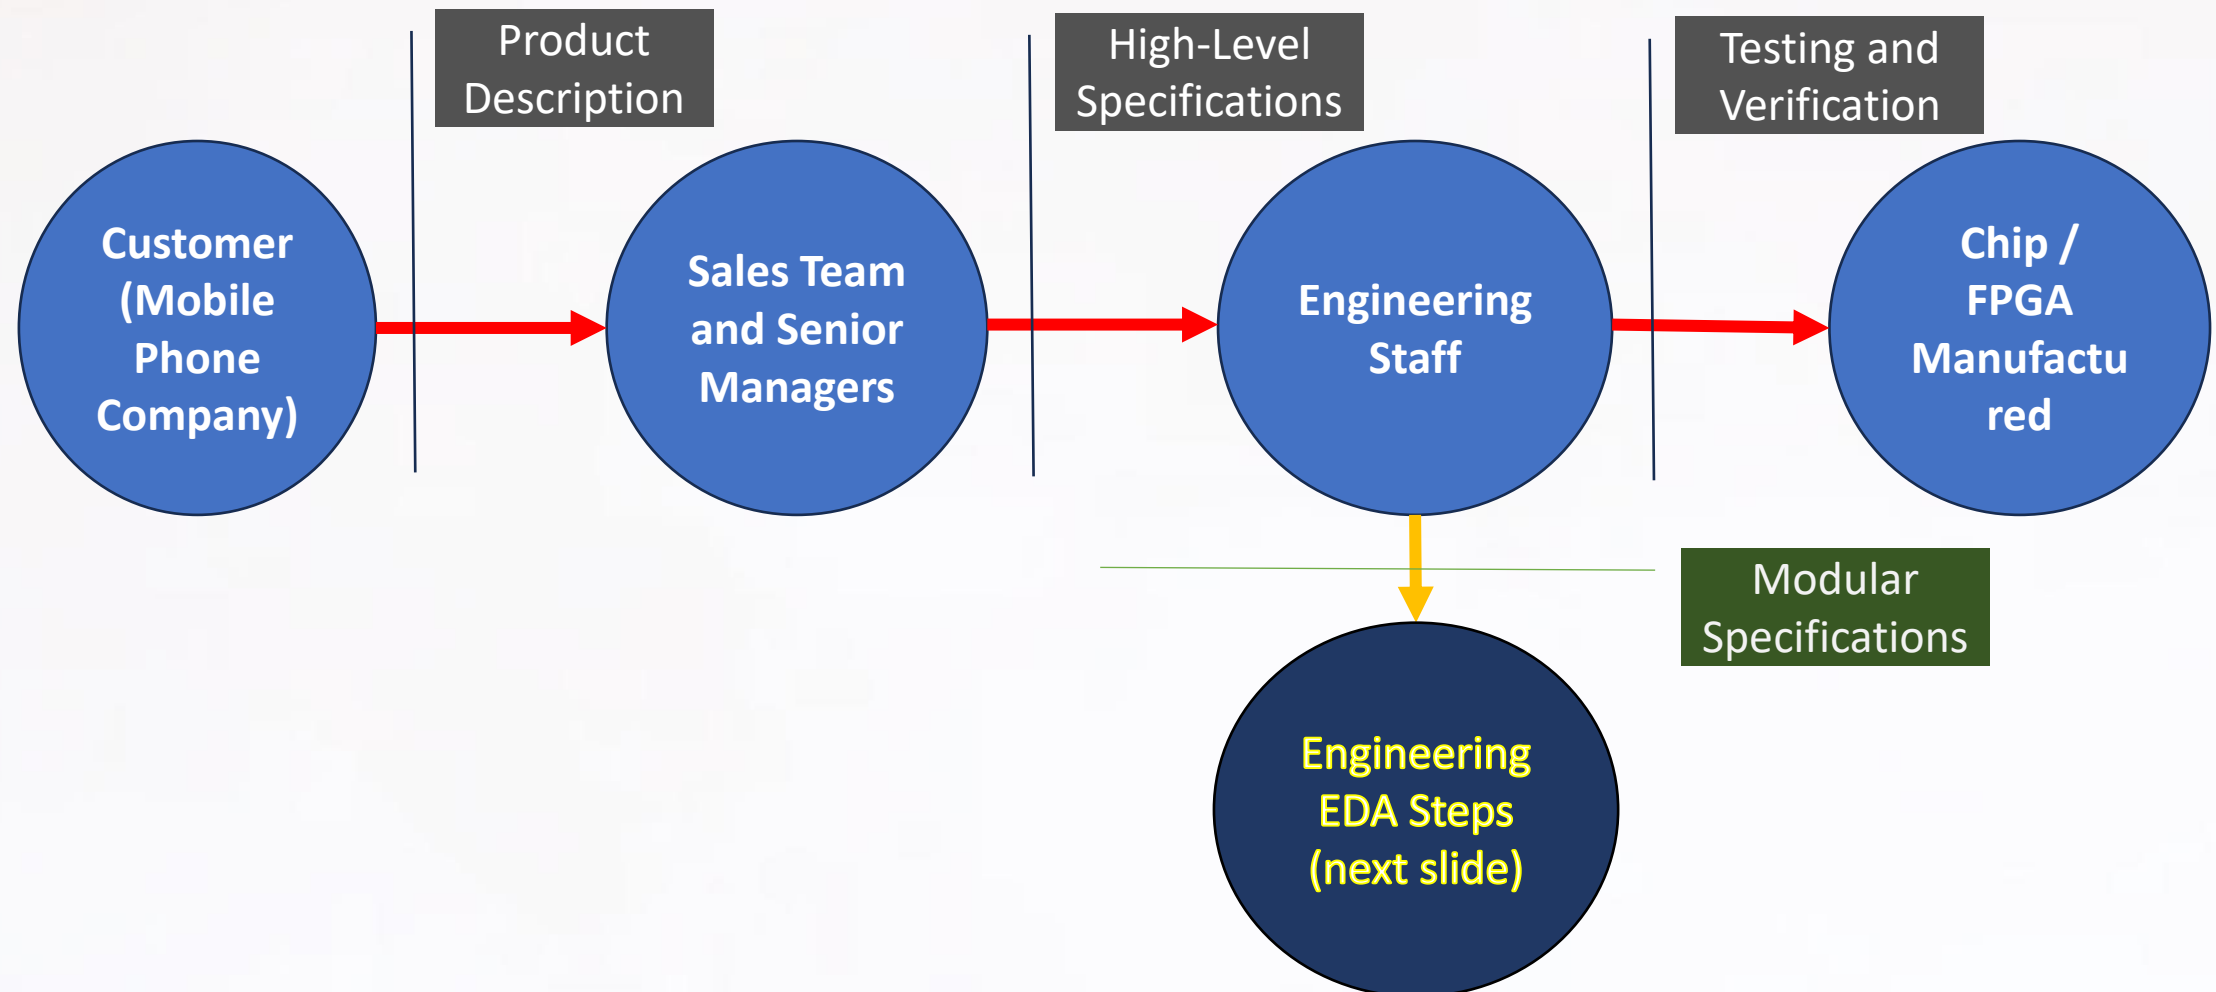 Product
Description
High-Level
Specifications
Testing and
Verification
Customer
(Mobile
Phone
Company)
Sales Team
and Senior
Managers
Engineering
Staff
Chip /
FPGA
Manufactu
red
Modular
Specifications
Engineering
EDA Steps
(next slide)